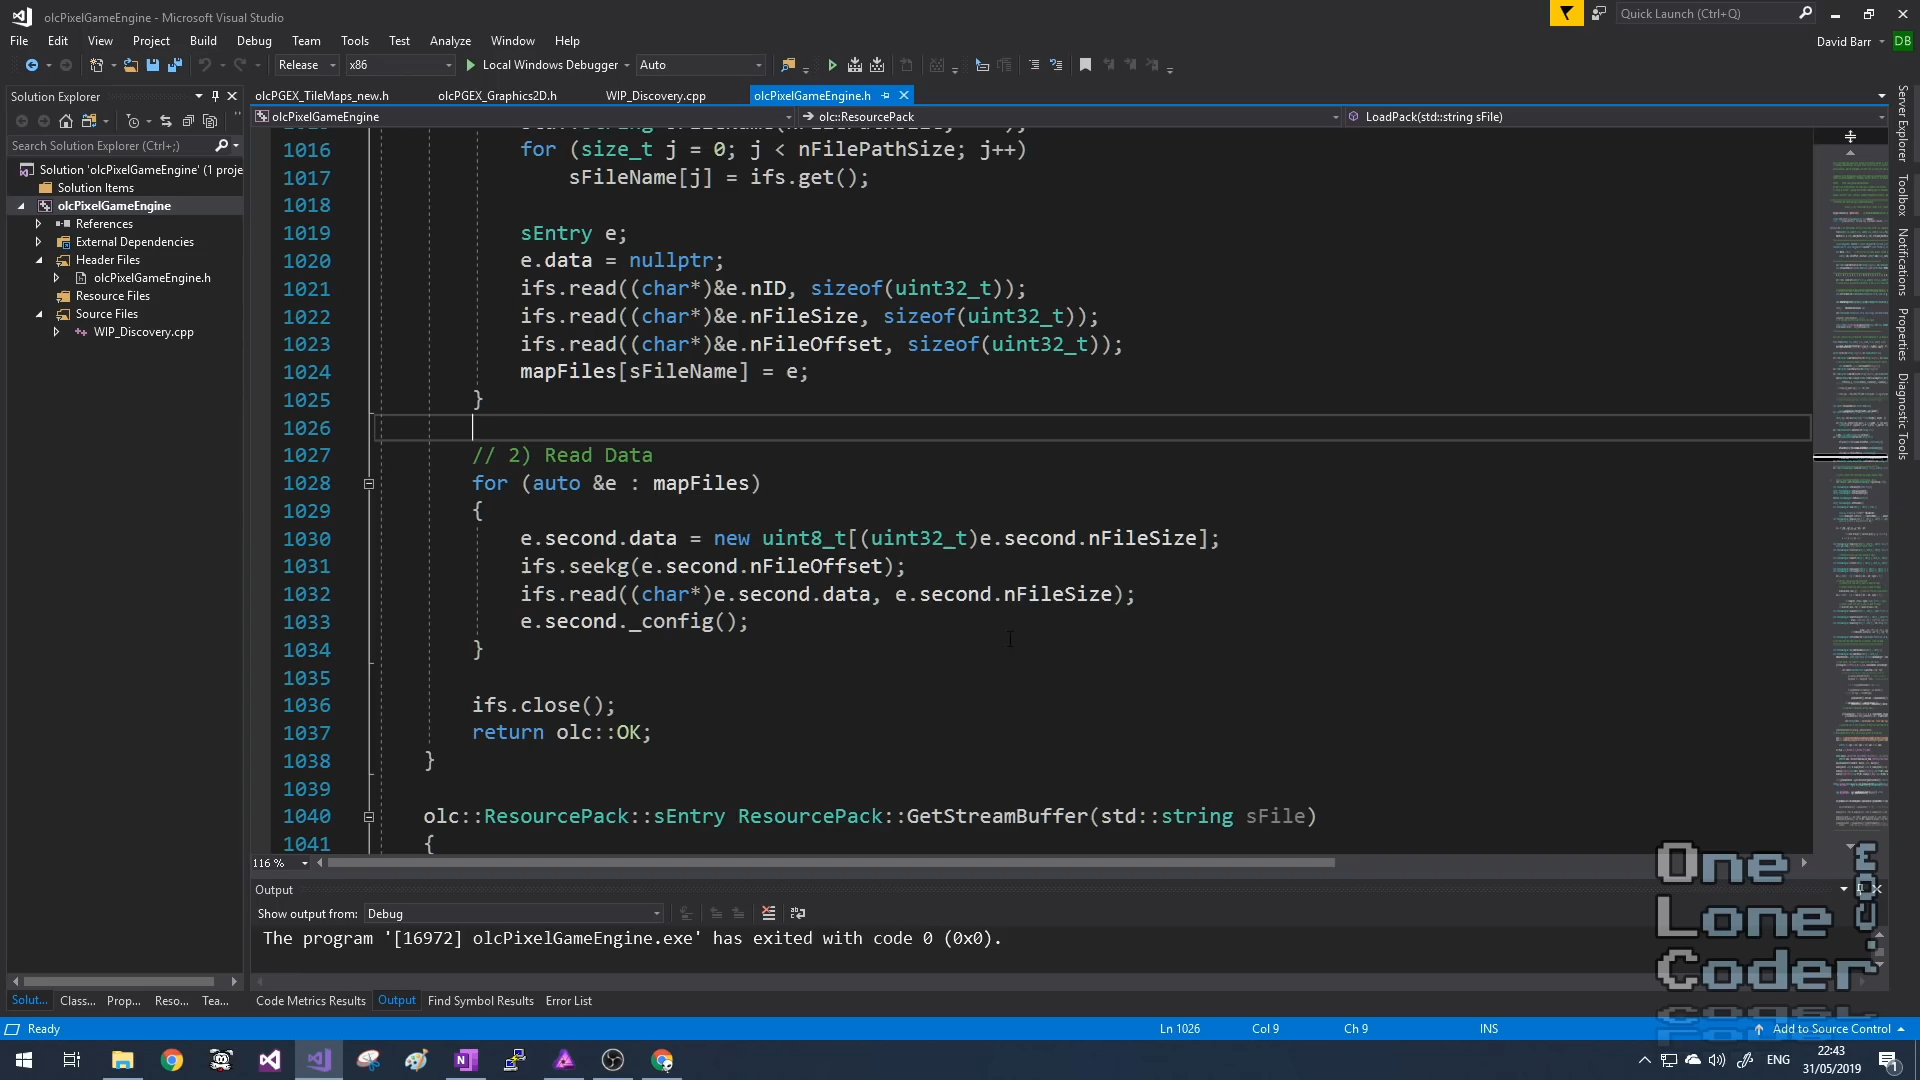 olcPixelGameEngine - Microsoft Visual Studio
Quick Launch (Ctrl+Q)
File Edit View Project Build Debug Team Tools Test Analyze Window Help
David Barr DB
Release x86 Local Windows Debugger Auto
Solution Explorer
olcPGEX_TileMaps_new.h olcPGEX_Graphics2D.h WIP_Discovery.cpp olcPixelGameEngine.h
olcPixelGameEngine olc::ResourcePack LoadPack(std::string sFile)
Search Solution Explorer (Ctrl+;)
Solution 'olcPixelGameEngine' (1 proje
Solution Items
olcPixelGameEngine
References
External Dependencies
Header Files
olcPixelGameEngine.h
Resource Files
Source Files
WIP_Discovery.cpp
1016 for (size_t j = 0; j < nFilePathSize; j++)
1017 sFileName[j] = ifs.get();
1018
1019 sEntry e;
1020 e.data = nullptr;
1021 ifs.read((char*)&e.nID, sizeof(uint32_t));
1022 ifs.read((char*)&e.nFileSize, sizeof(uint32_t));
1023 ifs.read((char*)&e.nFileOffset, sizeof(uint32_t));
1024 mapFiles[sFileName] = e;
1025 }
1026
1027 // 2) Read Data
1028 for (auto &e : mapFiles)
1029 {
1030 e.second.data = new uint8_t[(uint32_t)e.second.nFileSize];
1031 ifs.seekg(e.second.nFileOffset);
1032 ifs.read((char*)e.second.data, e.second.nFileSize);
1033 e.second._config();
1034 }
1035
1036 ifs.close();
1037 return olc::OK;
1038 }
1039
1040 olc::ResourcePack::sEntry ResourcePack::GetStreamBuffer(std::string sFile)
1041 {
116 %
Server Explorer
Toolbox
Notifications
Properties
Diagnostic Tools
Output
Show output from: Debug
The program '[16972] olcPixelGameEngine.exe' has exited with code 0 (0x0).
Solut... Class... Prop... Reso... Tea... Code Metrics Results Output Find Symbol Results Error List
Ready Ln 1026 Col 9 Ch 9 INS Add to Source Control
One
Lone
Coder.
com
ENG
22:43
31/05/2019
1